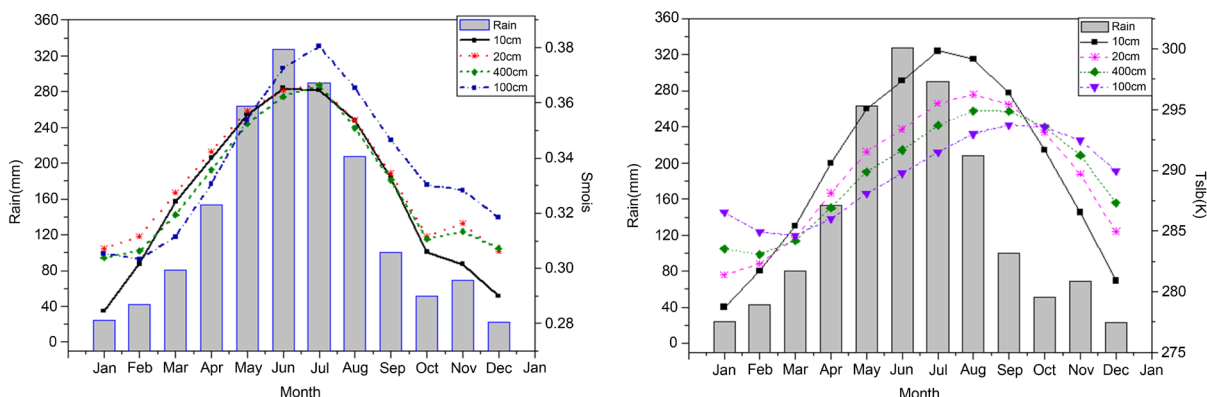 360
320
280
240
200
160
120
80
40
0
Rain(mm)
0.38
0.36
0.34
0.32
0.30
0.28
Smois
Rain
10cm
20cm
400cm
100cm
Jan Feb Mar Apr May Jun Jul Aug Sep Oct Nov Dec Jan
Month
360
320
280
240
200
160
120
80
40
0
Rain(mm)
300
295
290
285
280
275
Tslb(K)
Rain
10cm
20cm
400cm
100cm
Jan Feb Mar Apr May Jun Jul Aug Sep Oct Nov Dec Jan
Month